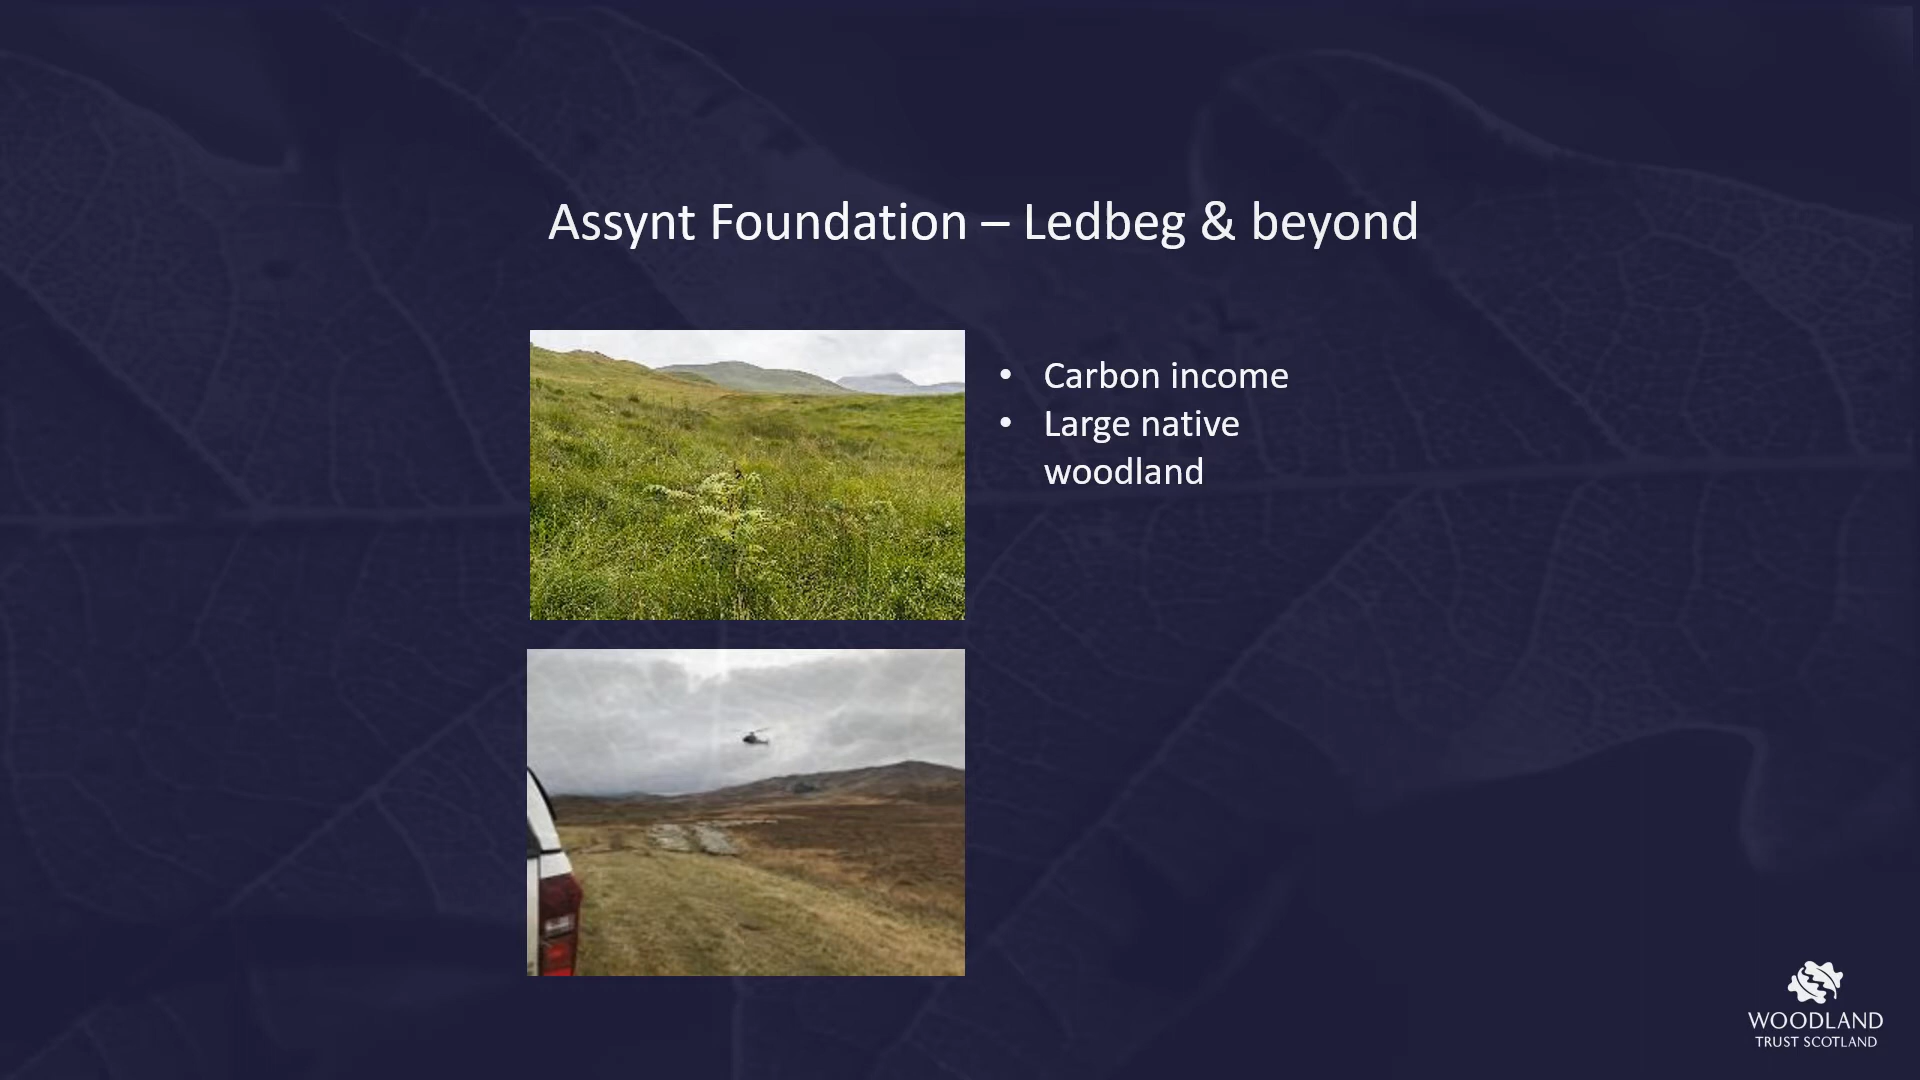 Assynt Foundation – Ledbeg & beyond
• Carbon income
• Large native
woodland
WOODLAND
TRUST SCOTLAND